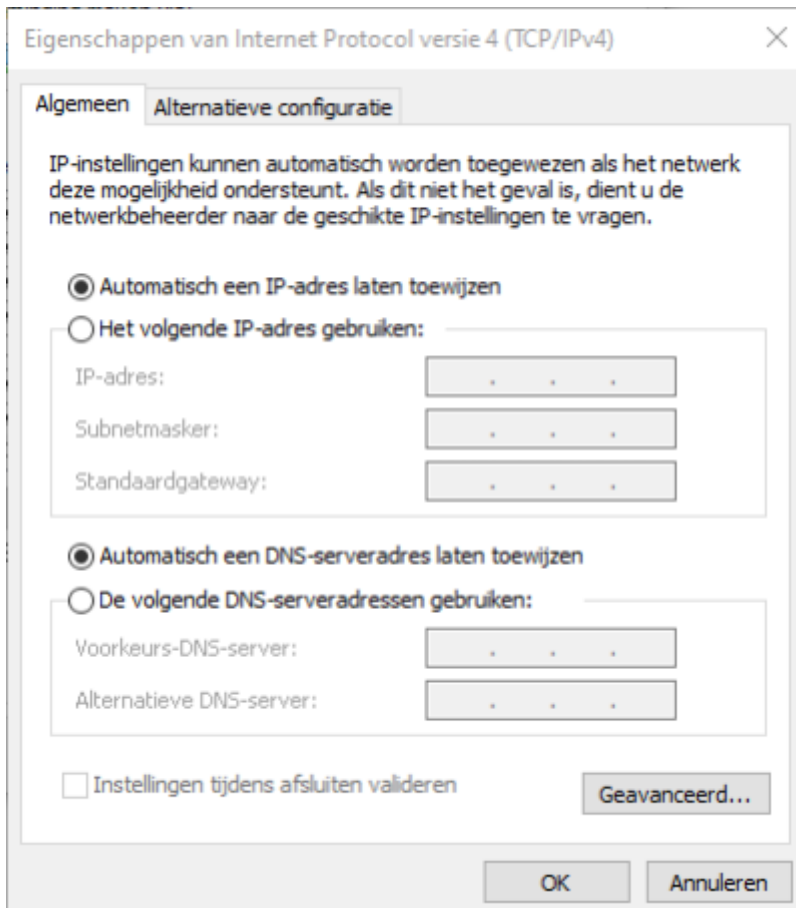 Eigenschappen van Internet Protocol versie 4 (TCP/IPv4)
Algemeen
Alternatieve configuratie
IP-instellingen kunnen automatisch worden toegewezen als het netwerk
deze mogelijkheid ondersteunt. Als dit niet het geval is, dient u de
netwerkbeheerder naar de geschikte IP-instellingen te vragen.
Automatisch een IP-adres laten toewijzen
Het volgende IP-adres gebruiken:
IP-adres:
Subnetmasker:
Standaardgateway:
Automatisch een DNS-serveradres laten toewijzen
De volgende DNS-serveradressen gebruiken:
Voorkeurs-DNS-server:
Alternatieve DNS-server:
Instellingen tijdens afsluiten valideren
Geavanceerd...
OK
Annuleren